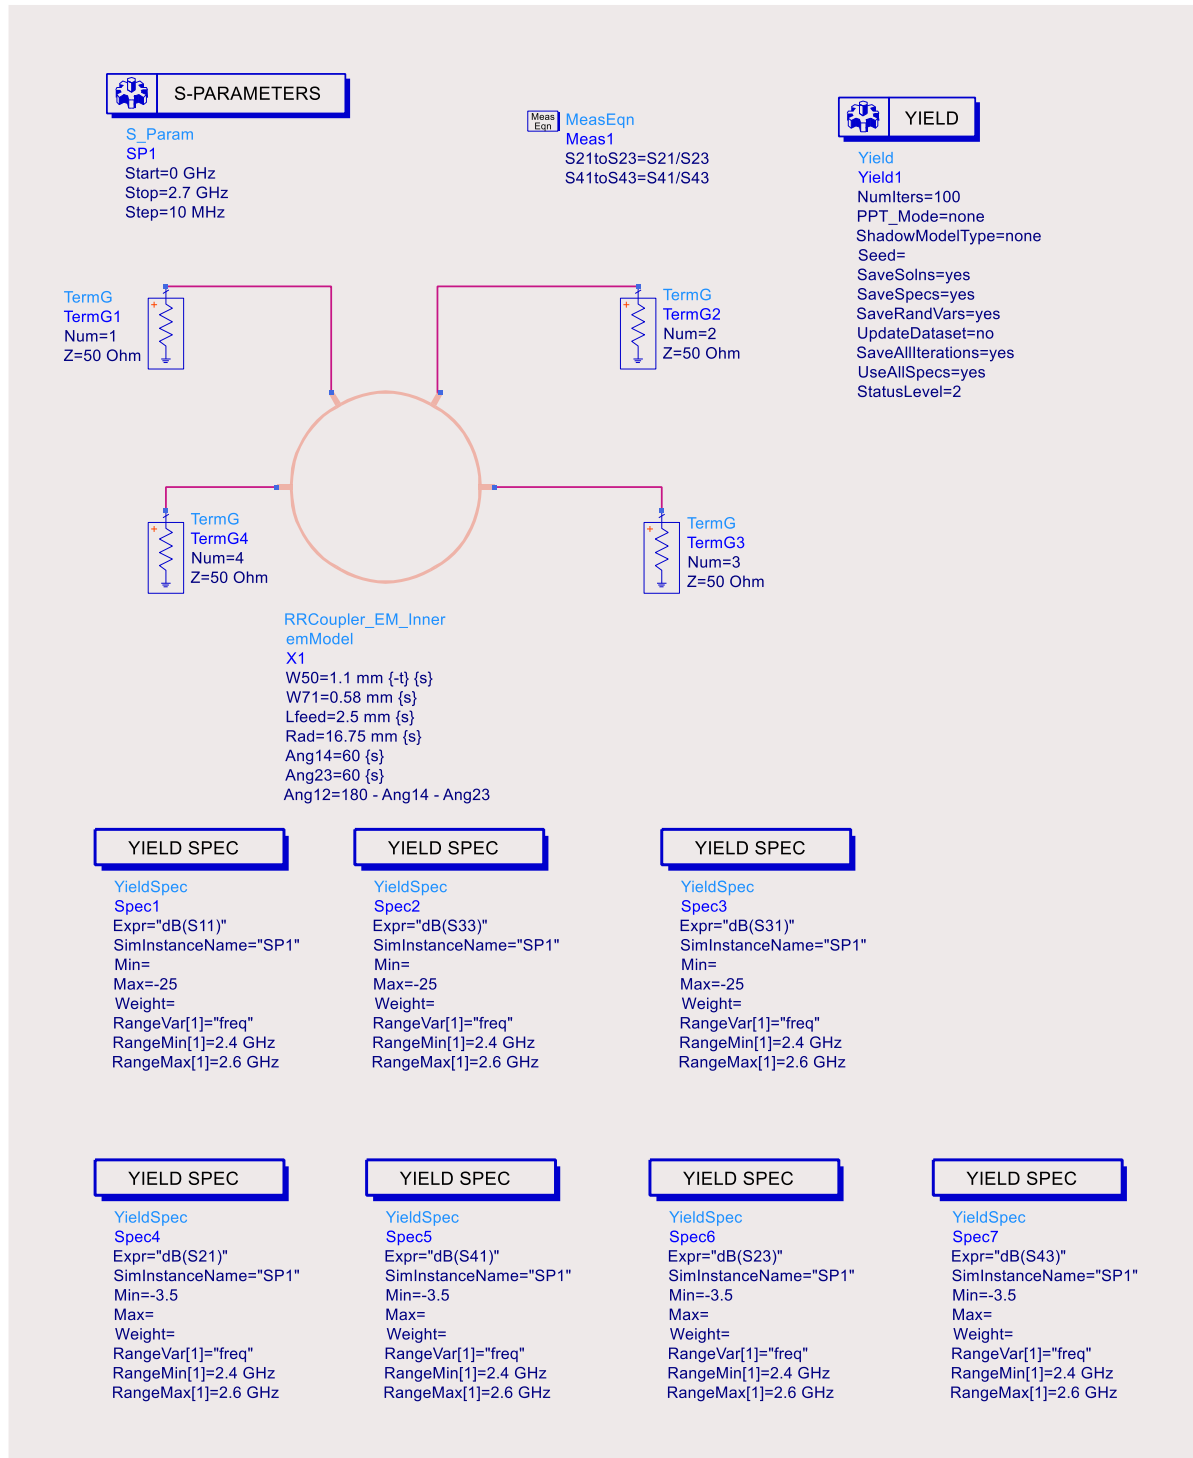 S-PARAMETERS
S_Param
SP1
Start=0 GHz
Stop=2.7 GHz
Step=10 MHz
Meas
Eqn
MeasEqn
Meas1
S21toS23=S21/S23
S41toS43=S41/S43
YIELD
Yield
Yield1
NumIters=100
PPT_Mode=none
ShadowModelType=none
Seed=
SaveSolns=yes
SaveSpecs=yes
SaveRandVars=yes
UpdateDataset=no
SaveAllIterations=yes
UseAllSpecs=yes
StatusLevel=2
TermG
TermG1
Num=1
Z=50 Ohm
+
+
TermG
TermG2
Num=2
Z=50 Ohm
+
TermG
TermG4
Num=4
Z=50 Ohm
+
TermG
TermG3
Num=3
Z=50 Ohm
RRCoupler_EM_Inner
emModel
X1
W50=1.1 mm {-t} {s}
W71=0.58 mm {s}
Lfeed=2.5 mm {s}
Rad=16.75 mm {s}
Ang14=60 {s}
Ang23=60 {s}
Ang12=180 - Ang14 - Ang23
YIELD SPEC
YieldSpec
Spec1
Expr="dB(S11)"
SimInstanceName="SP1"
Min=
Max=-25
Weight=
RangeVar[1]="freq"
RangeMin[1]=2.4 GHz
RangeMax[1]=2.6 GHz
YIELD SPEC
YieldSpec
Spec2
Expr="dB(S33)"
SimInstanceName="SP1"
Min=
Max=-25
Weight=
RangeVar[1]="freq"
RangeMin[1]=2.4 GHz
RangeMax[1]=2.6 GHz
YIELD SPEC
YieldSpec
Spec3
Expr="dB(S31)"
SimInstanceName="SP1"
Min=
Max=-25
Weight=
RangeVar[1]="freq"
RangeMin[1]=2.4 GHz
RangeMax[1]=2.6 GHz
YIELD SPEC
YieldSpec
Spec4
Expr="dB(S21)"
SimInstanceName="SP1"
Min=-3.5
Max=
Weight=
RangeVar[1]="freq"
RangeMin[1]=2.4 GHz
RangeMax[1]=2.6 GHz
YIELD SPEC
YieldSpec
Spec5
Expr="dB(S41)"
SimInstanceName="SP1"
Min=-3.5
Max=
Weight=
RangeVar[1]="freq"
RangeMin[1]=2.4 GHz
RangeMax[1]=2.6 GHz
YIELD SPEC
YieldSpec
Spec6
Expr="dB(S23)"
SimInstanceName="SP1"
Min=-3.5
Max=
Weight=
RangeVar[1]="freq"
RangeMin[1]=2.4 GHz
RangeMax[1]=2.6 GHz
YIELD SPEC
YieldSpec
Spec7
Expr="dB(S43)"
SimInstanceName="SP1"
Min=-3.5
Max=
Weight=
RangeVar[1]="freq"
RangeMin[1]=2.4 GHz
RangeMax[1]=2.6 GHz